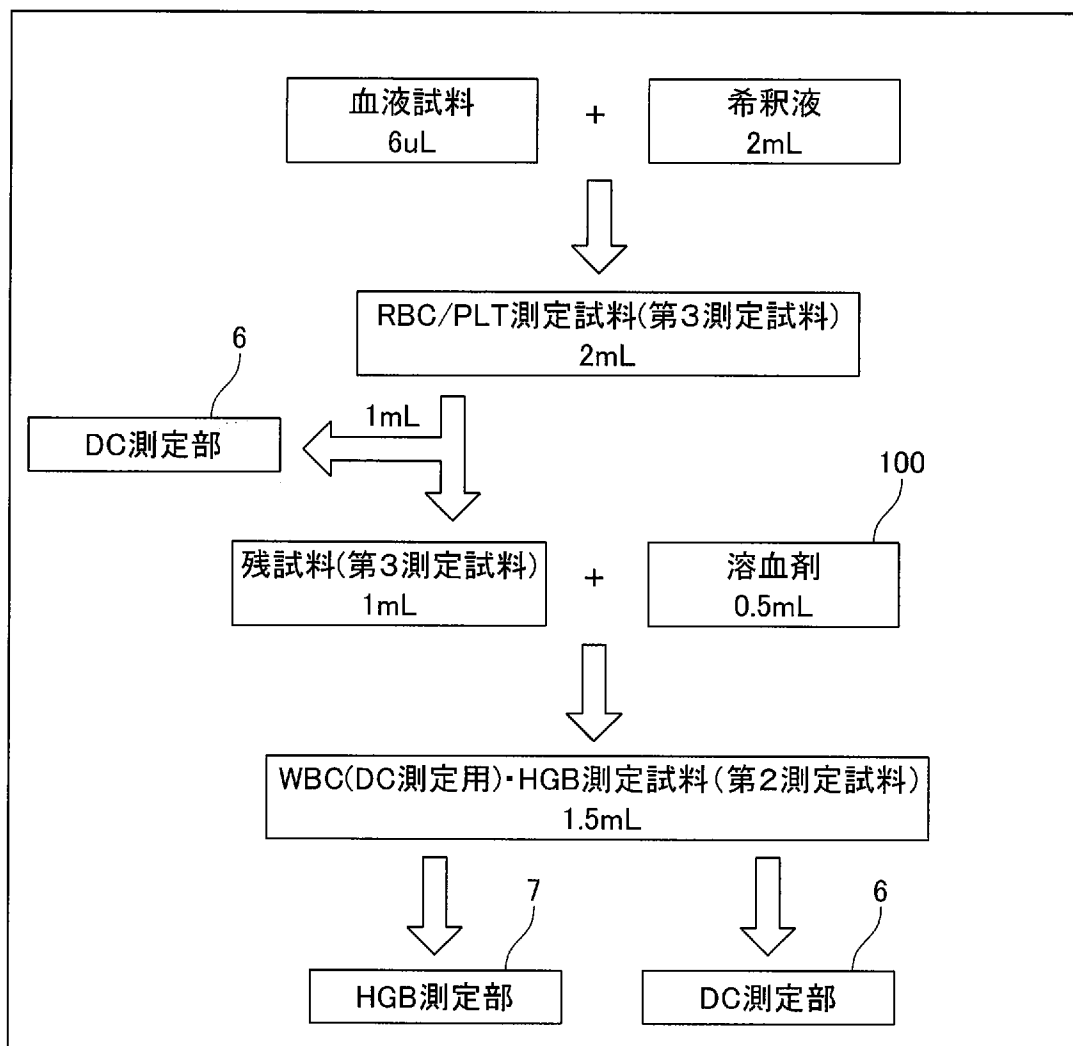 血液試料
6uL
+
希釈液
2mL
RBC/PLT測定試料(第3測定試料)
2mL
6
1mL
DC測定部
100
残試料(第3測定試料)
1mL
+
溶血剤
0.5mL
WBC(DC測定用)・HGB測定試料(第2測定試料)
1.5mL
7
6
HGB測定部
DC測定部